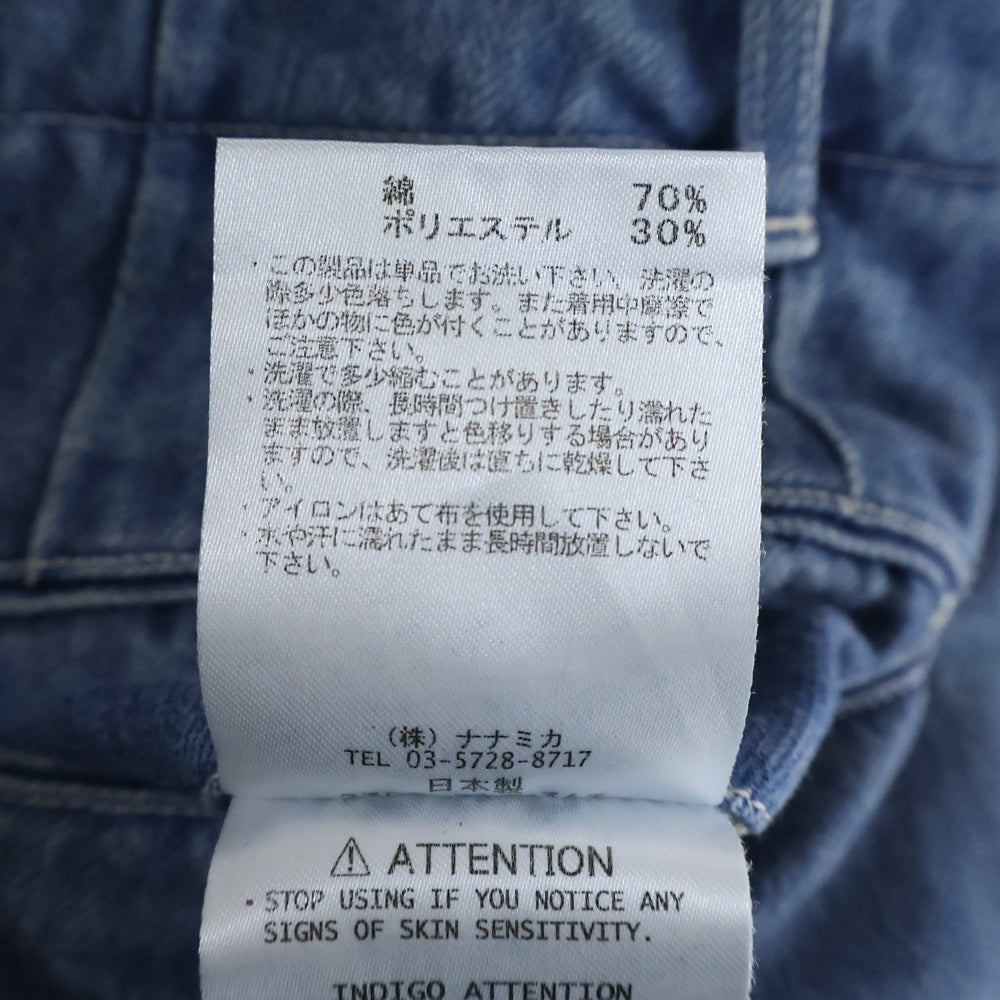 綿 70%
ポリエステル 30%
・この製品は単品でお洗い下さい。洗濯の
際多少色落ちします。また着用中摩擦で
ほかの物に色が付くことがありますので、
ご注意下さい。
・洗濯で多少縮むことがあります。
・洗濯の際、長時間つけ置きしたり濡れた
まま放置しますと色移りする場合があり
ますので、洗濯後は直ちに乾燥して下さ
い。
・アイロンはあて布を使用して下さい。
・水や汗に濡れたまま長時間放置しないで
下さい。
(株) ナナミカ
TEL 03-5728-8717
日本製
⚠ ATTENTION
・STOP USING IF YOU NOTICE ANY
SIGNS OF SKIN SENSITIVITY.
INDIGO ATTENTION